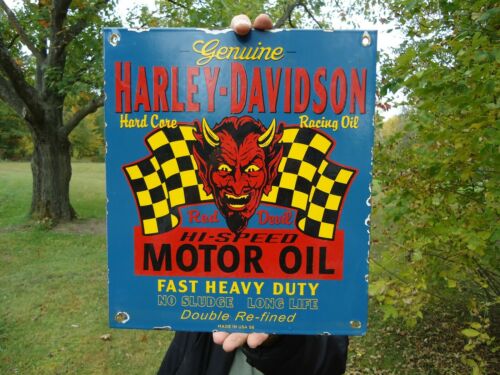 Genuine
HARLEY-DAVIDSON
Hard Core Racing Oil
Red Devil
HI-SPEED
MOTOR OIL
FAST HEAVY DUTY
NO SLUDGE LONG LIFE
Double Re-fined
MADE IN USA